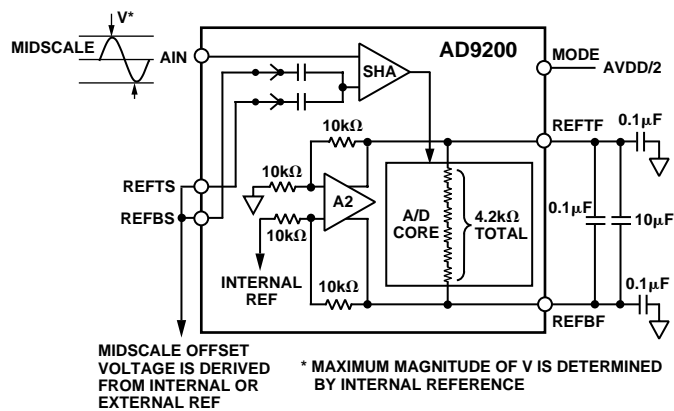 V*
MIDSCALE
AIN
AD9200
SHA
MODE
AVDD/2
10kΩ
REFTF
0.1µF
10kΩ
REFTS
A2
REFBS
10kΩ
A/D
CORE
4.2kΩ
TOTAL
0.1µF
10µF
INTERNAL
REF
10kΩ
0.1µF
REFBF
MIDSCALE OFFSET
VOLTAGE IS DERIVED
FROM INTERNAL OR
EXTERNAL REF
* MAXIMUM MAGNITUDE OF V IS DETERMINED
BY INTERNAL REFERENCE